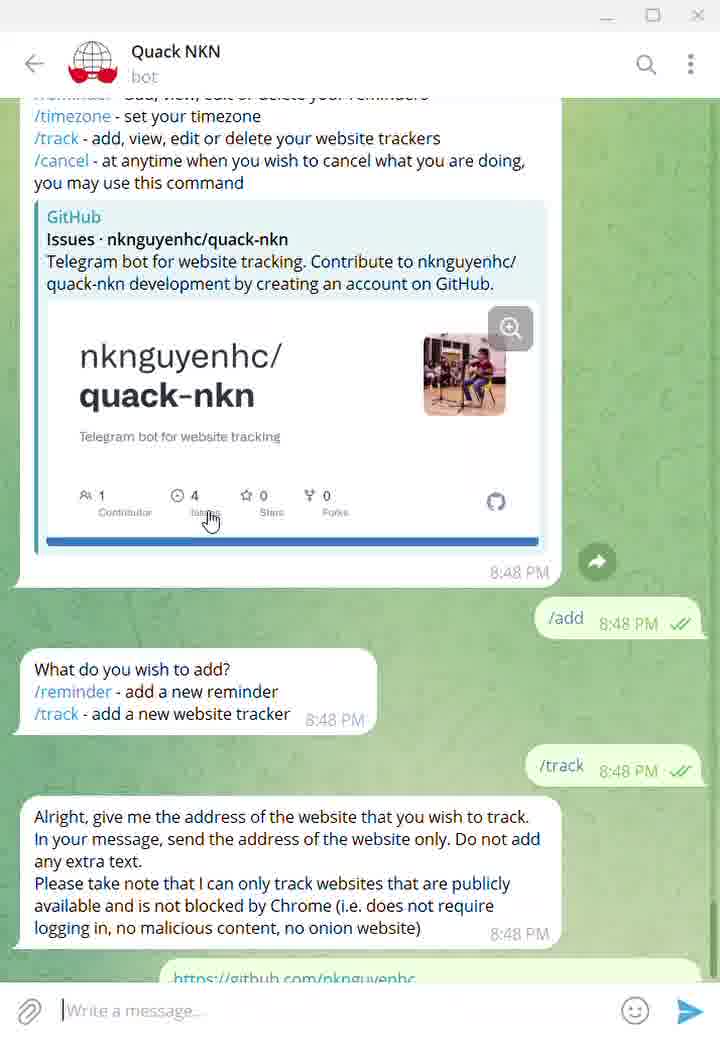 Quack NKN
bot
/reminder - add, view, edit or delete your reminders
/timezone - set your timezone
/track - add, view, edit or delete your website trackers
/cancel - at anytime when you wish to cancel what you are doing,
you may use this command
GitHub
Issues · nknguyenhc/quack-nkn
Telegram bot for website tracking. Contribute to nknguyenhc/
quack-nkn development by creating an account on GitHub.
nknguyenhc/
quack-nkn
Telegram bot for website tracking
1 4 0 0
Contributor Issues Stars Forks
8:48 PM
/add 8:48 PM
What do you wish to add?
/reminder - add a new reminder
/track - add a new website tracker 8:48 PM
/track 8:48 PM
Alright, give me the address of the website that you wish to track.
In your message, send the address of the website only. Do not add
any extra text.
Please take note that I can only track websites that are publicly
available and is not blocked by Chrome (i.e. does not require
logging in, no malicious content, no onion website) 8:48 PM
https://github.com/nknguyenhc
Write a message...